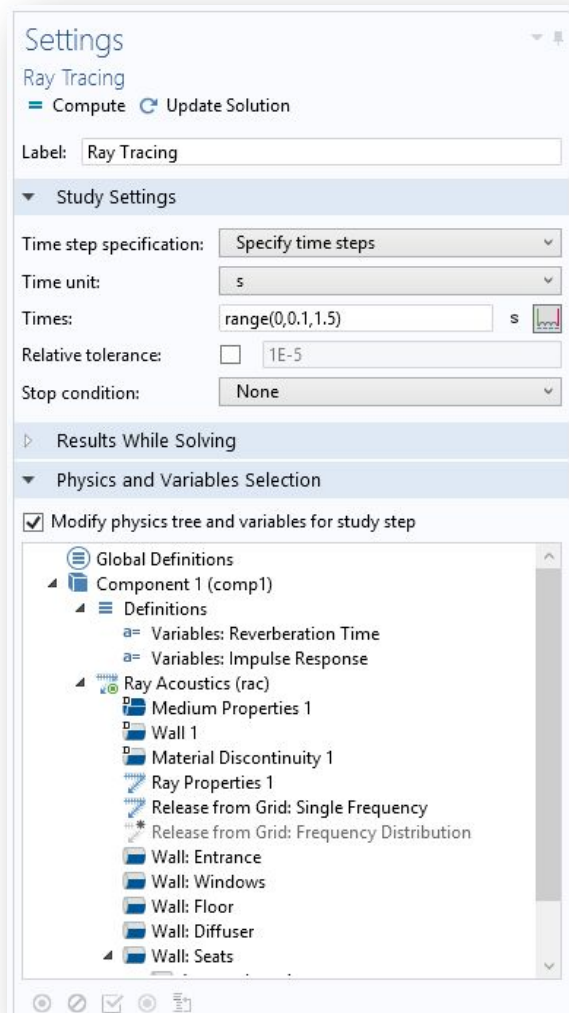 Settings
Ray Tracing
Compute Update Solution
Label: Ray Tracing
Study Settings
Time step specification: Specify time steps
Time unit: s
Times: range(0,0.1,1.5) s
Relative tolerance: 1E-5
Stop condition: None
Results While Solving
Physics and Variables Selection
Modify physics tree and variables for study step
Global Definitions
Component 1 (comp1)
Definitions
a= Variables: Reverberation Time
a= Variables: Impulse Response
Ray Acoustics (rac)
Medium Properties 1
Wall 1
Material Discontinuity 1
Ray Properties 1
Release from Grid: Single Frequency
Release from Grid: Frequency Distribution
Wall: Entrance
Wall: Windows
Wall: Floor
Wall: Diffuser
Wall: Seats